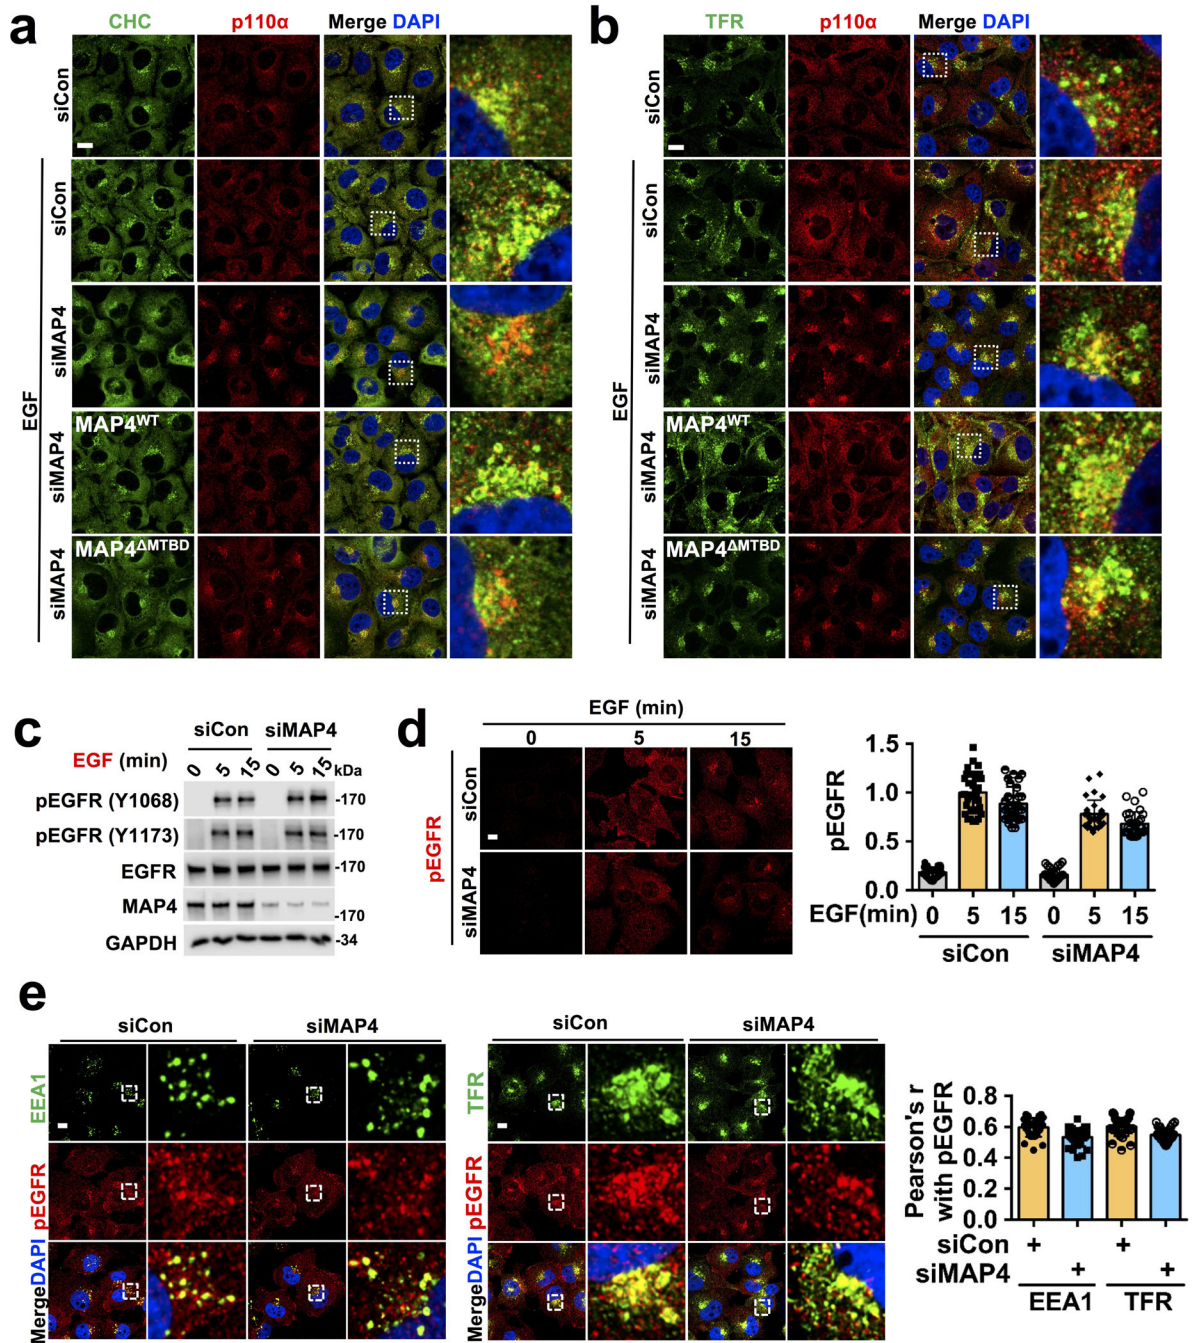 a
CHC p110α Merge DAPI
siCon
EGF
siCon
siMAP4
MAP4WT
siMAP4
MAP4ΔMTBD
siMAP4
b
TFR p110α Merge DAPI
siCon
EGF
siCon
siMAP4
MAP4WT
siMAP4
MAP4ΔMTBD
siMAP4
c
siCon siMAP4
EGF (min) 0 5 15 0 5 15 kDa
pEGFR (Y1068) -170
pEGFR (Y1173) -170
EGFR -170
MAP4 -170
GAPDH -34
d
EGF (min)
0 5 15
pEGFR
siCon
siMAP4
pEGFR
1.5
1.0
0.5
0.0
EGF(min) 0 5 15 0 5 15
siCon siMAP4
e
siCon siMAP4
EEA1
pEGFR
MergeDAPI
siCon siMAP4
TFR
pEGFR
MergeDAPI
Pearson's r
with pEGFR
0.8
0.6
0.4
0.2
0.0
siCon + +
siMAP4 + +
EEA1 TFR